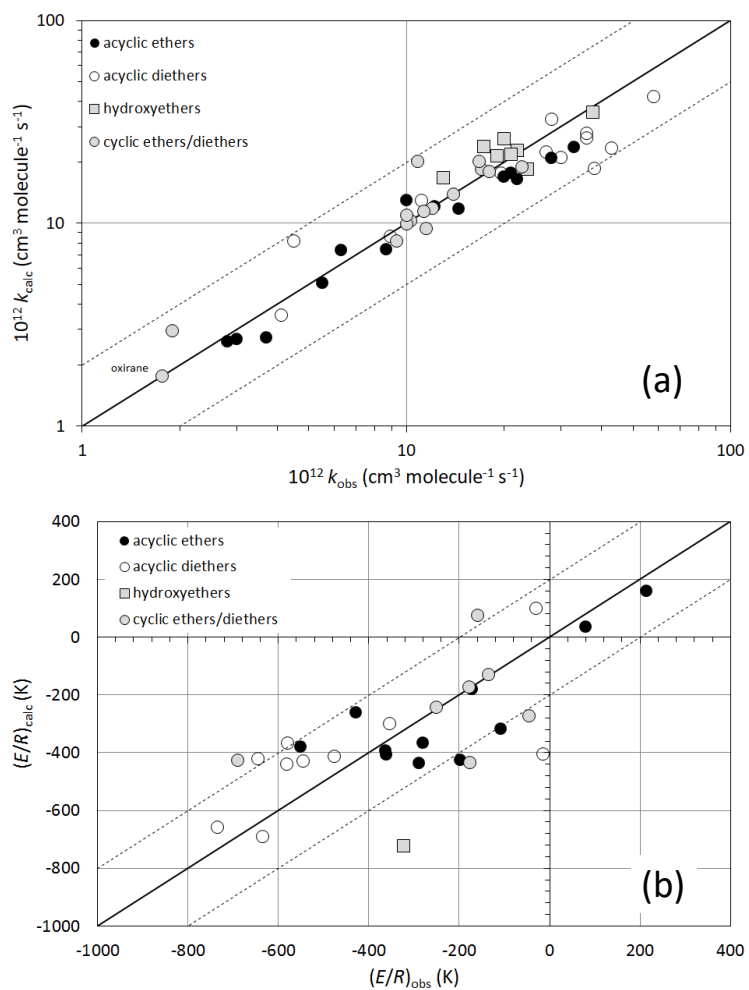 100
acyclic ethers
acyclic diethers
hydroxyethers
cyclic ethers/diethers
10¹² k_calc (cm³ molecule⁻¹ s⁻¹)
10
oxirane
(a)
1
1 10 100
10¹² k_obs (cm³ molecule⁻¹ s⁻¹)
400
acyclic ethers
acyclic diethers
hydroxyethers
cyclic ethers/diethers
200
0
-200
(E/R)_calc (K)
-400
-600
-800
(b)
-1000
-1000 -800 -600 -400 -200 0 200 400
(E/R)_obs (K)